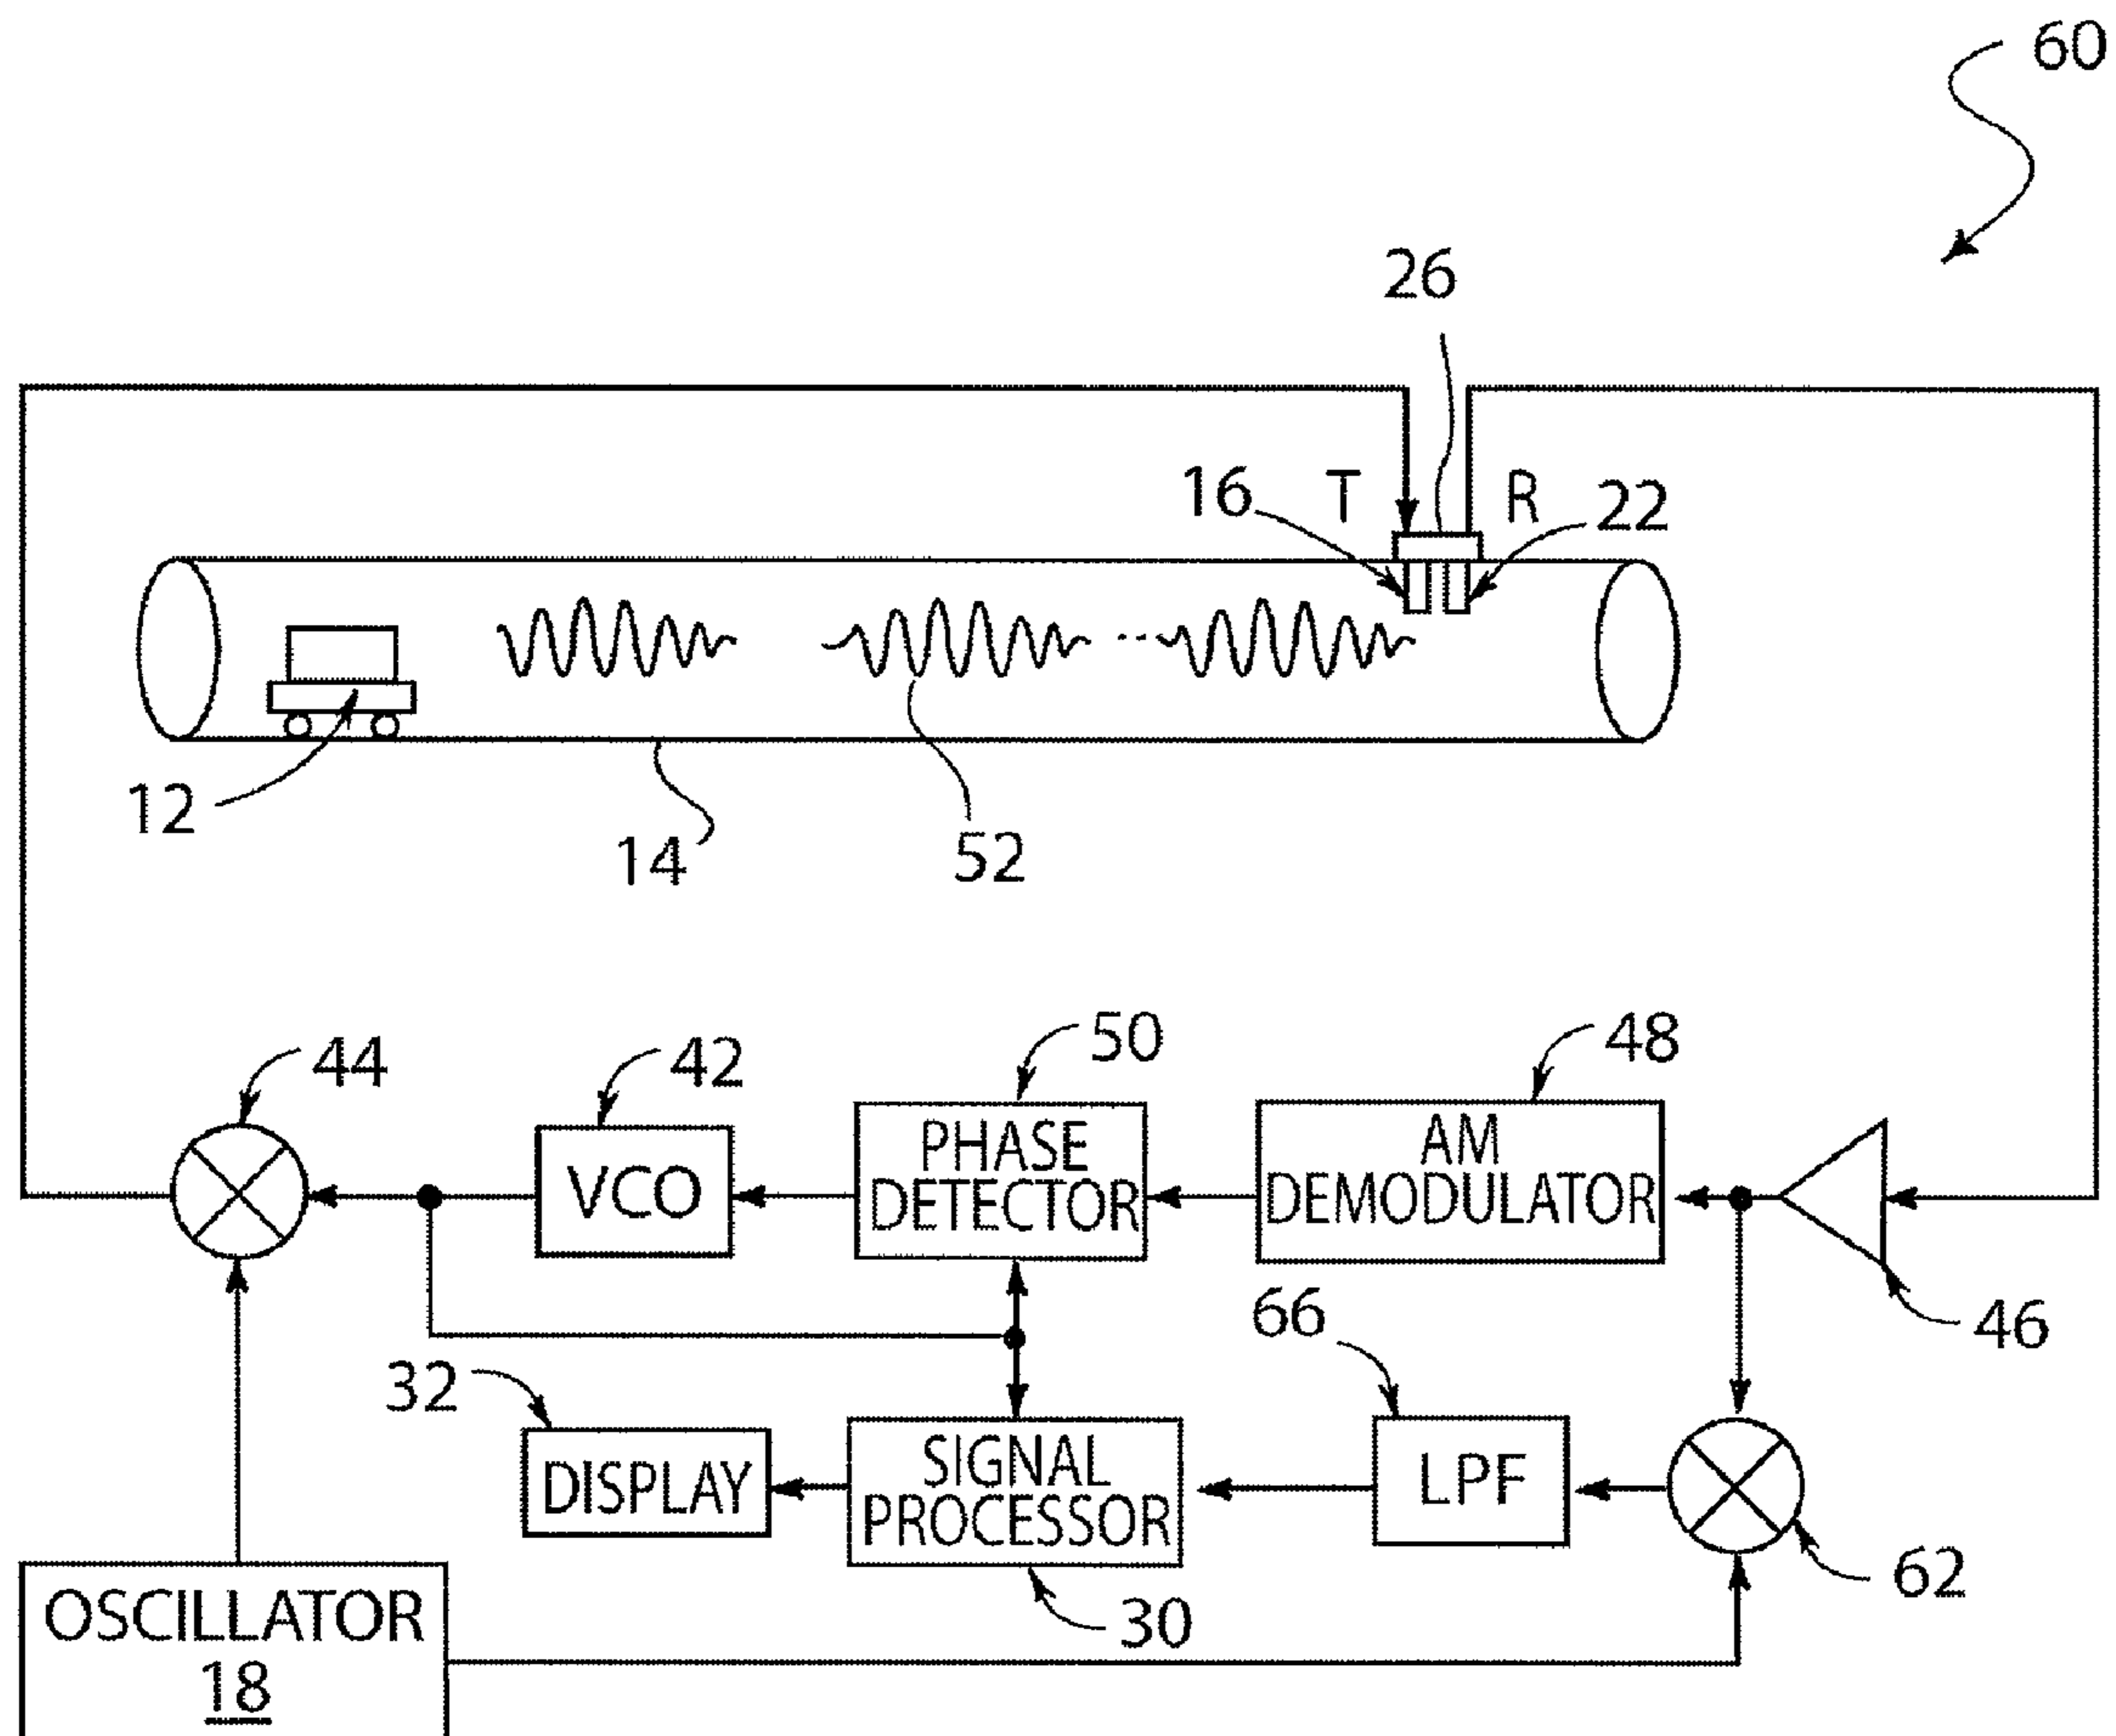 60
26
16
T
R
22
12
14
52
44
42
50
48
VCO
PHASE
DETECTOR
AM
DEMODULATOR
46
66
32
DISPLAY
SIGNAL
PROCESSOR
LPF
62
30
OSCILLATOR
18